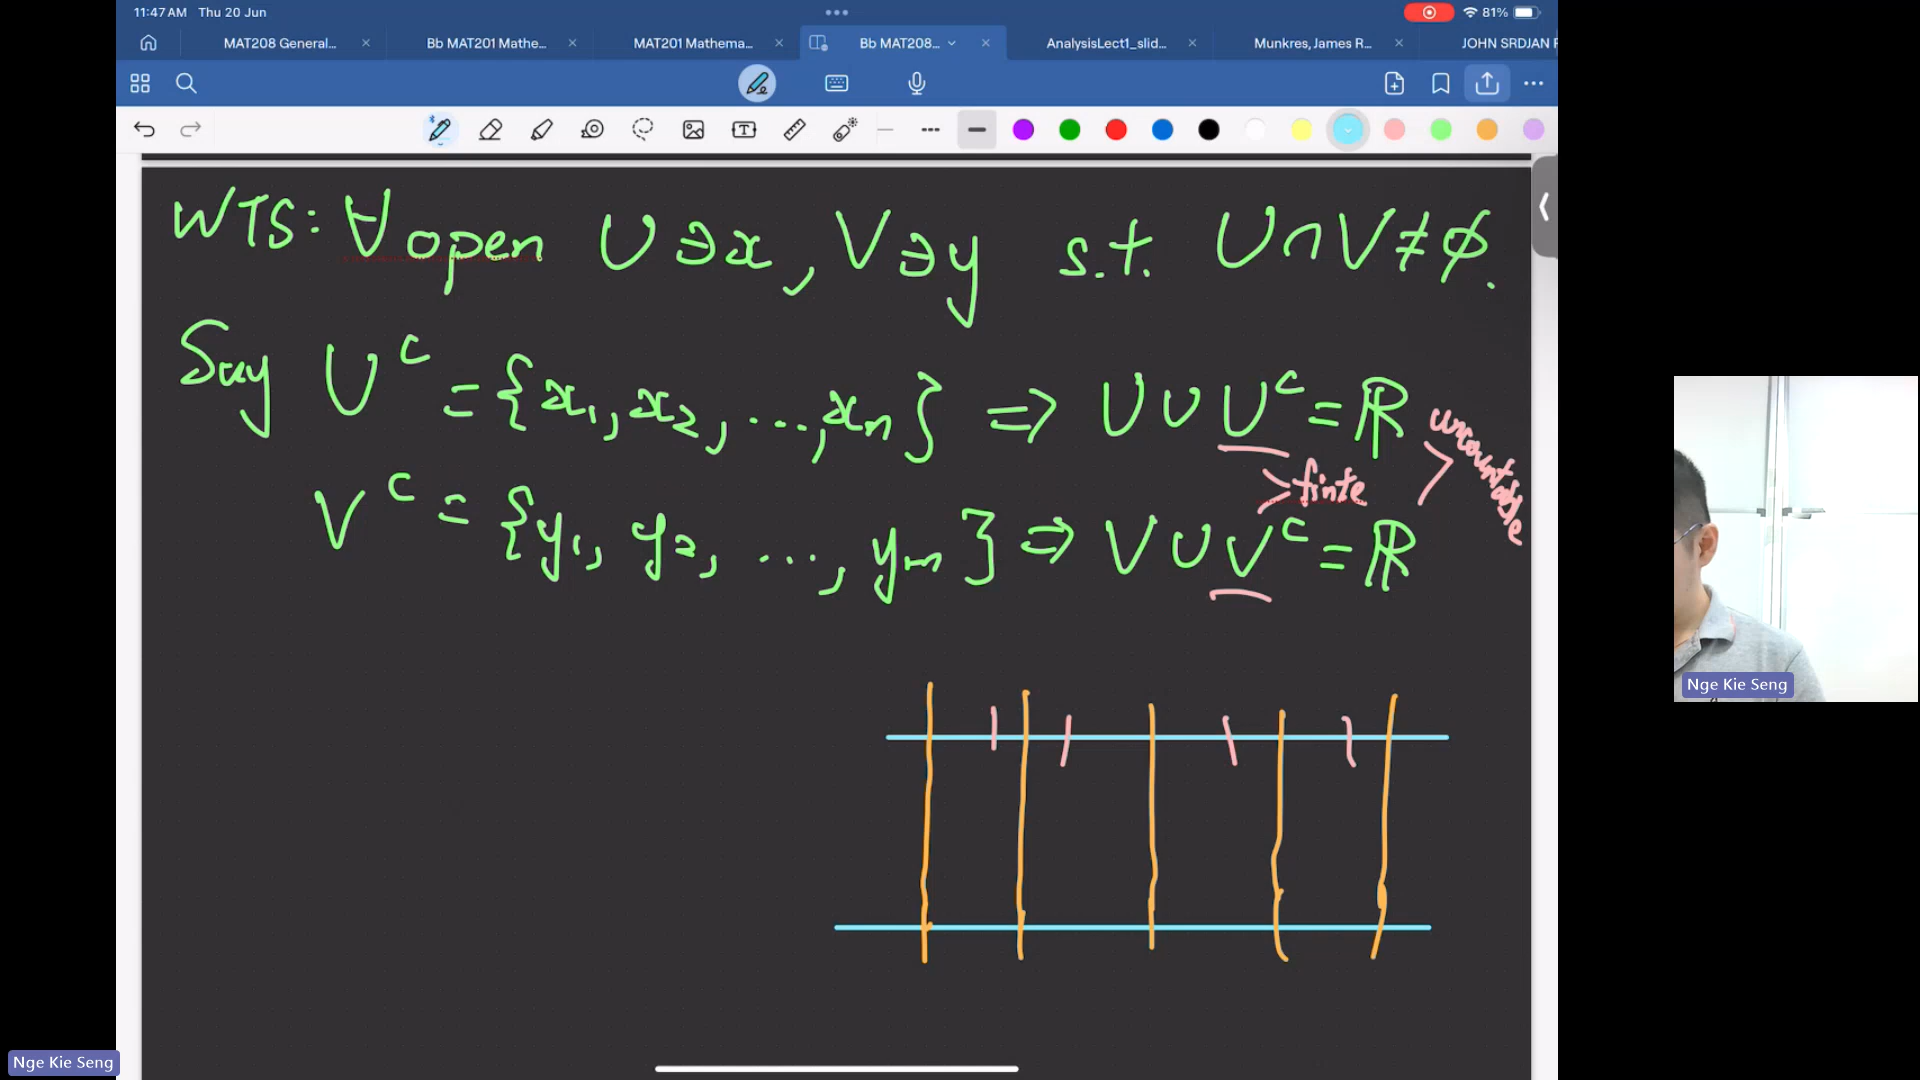 11:47 AM Thu 20 Jun
81%
MAT208 General...
Bb MAT201 Mathe...
MAT201 Mathema...
Bb MAT208...
AnalysisLect1_slid...
Munkres, James R...
JOHN SRDJAN P
WTS: ∀ open U∋x, V∋y s.t. U∩V≠∅.
Say U^c = {x₁, x₂, ..., xₙ} ⇒ U∪U^c = ℝ
uncountable
finte
V^c = {y₁, y₂, ..., yₘ} ⇒ V∪V^c = ℝ
Nge Kie Seng
Nge Kie Seng